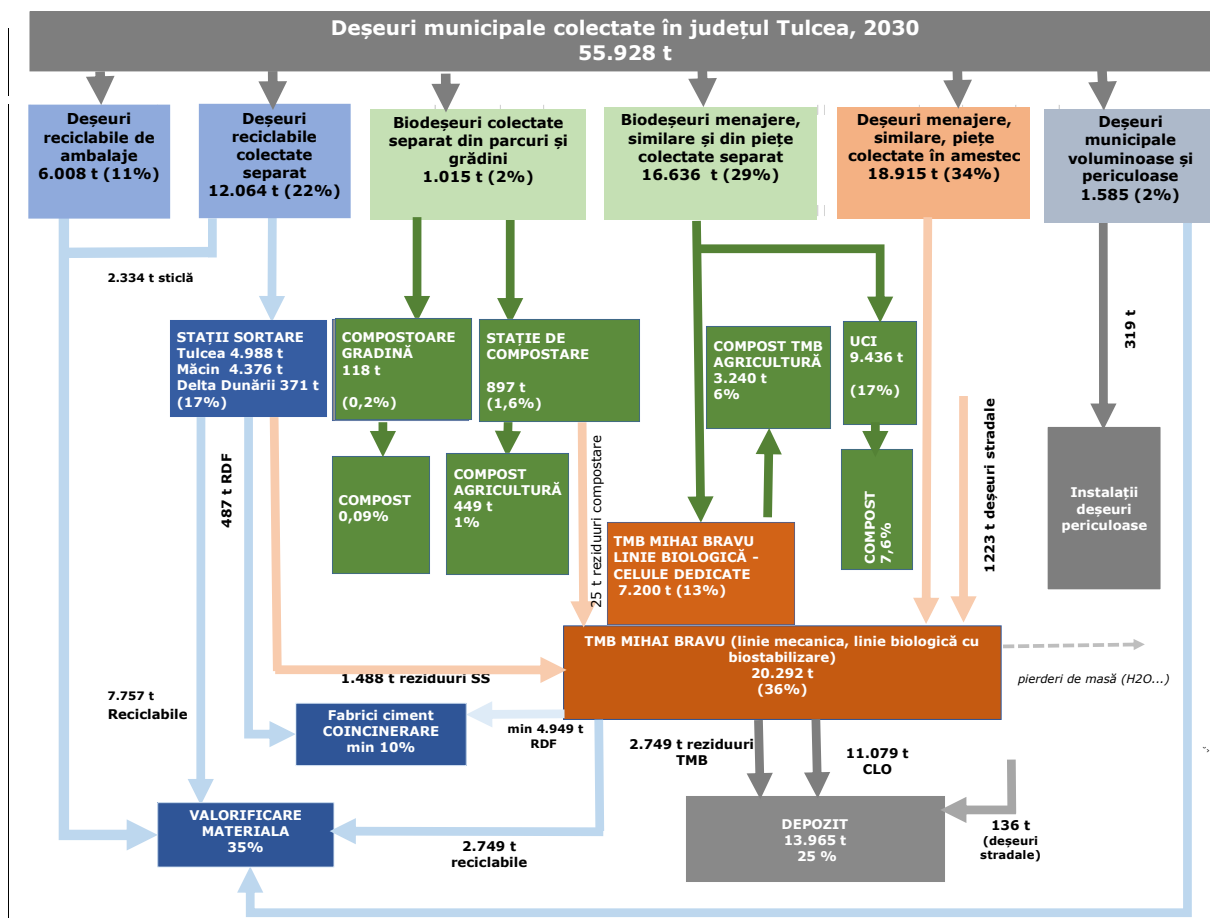 Deșeuri municipale colectate în județul Tulcea, 2030
55.928 t
Deșeuri
reciclabile de
ambalaje
6.008 t (11%)
Deșeuri
reciclabile
colectate
separat
12.064 t (22%)
Biodeșeuri colectate
separat din parcuri și
grădini
1.015 t (2%)
Biodeșeuri menajere,
similare și din piețe
colectate separat
16.636 t (29%)
Deșeuri menajere,
similare, piețe
colectate în amestec
18.915 t (34%)
Deșeuri
municipale
voluminoase și
periculoase
1.585 (2%)
2.334 t sticlă
STAȚII SORTARE
Tulcea 4.988 t
Măcin 4.376 t
Delta Dunării 371 t
(17%)
COMPOSTOARE
GRADINĂ
118 t
(0,2%)
STAȚIE DE
COMPOSTARE
897 t
(1,6%)
COMPOST TMB
AGRICULTURĂ
3.240 t
6%
UCI
9.436 t
(17%)
319 t
487 t RDF
COMPOST
0,09%
COMPOST
AGRICULTURĂ
449 t
1%
25 t reziduuri compostare
TMB MIHAI BRAVU
LINIE BIOLOGICĂ -
CELULE DEDICATE
7.200 t (13%)
COMPOST
7,6%
1223 t deșeuri stradale
Instalații
deșeuri
periculoase
TMB MIHAI BRAVU (linie mecanica, linie biologică cu
biostabilizare)
20.292 t
(36%)
1.488 t reziduuri SS
pierderi de masă (H2O...)
7.757 t
Reciclabile
Fabrici ciment
COINCINERARE
min 10%
min 4.949 t
RDF
2.749 t reziduuri
TMB
11.079 t
CLO
VALORIFICARE
MATERIALA
35%
2.749 t
reciclabile
DEPOZIT
13.965 t
25 %
136 t
(deșeuri
stradale)